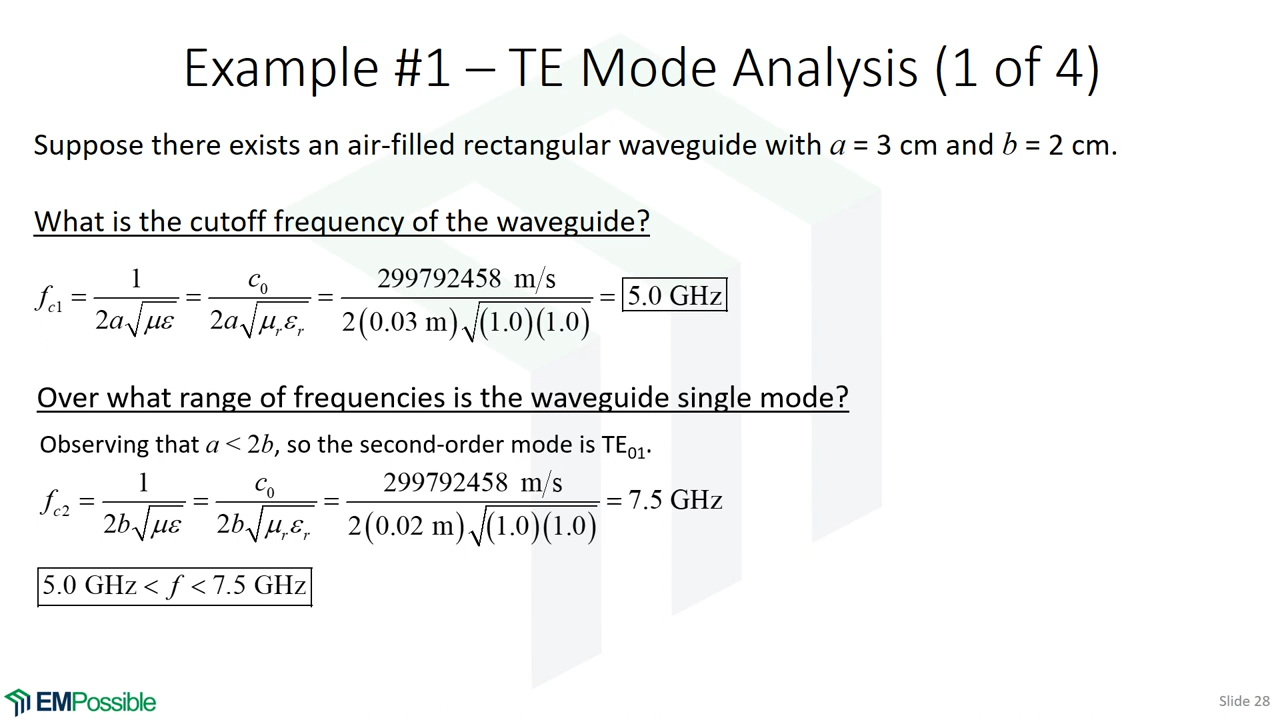 Example #1 – TE Mode Analysis (1 of 4)
Suppose there exists an air-filled rectangular waveguide with a = 3 cm and b = 2 cm.
What is the cutoff frequency of the waveguide?
f_c1 = 1 / (2a√(με)) = c₀ / (2a√(μ_r ε_r)) = 299792458 m/s / (2(0.03 m)√((1.0)(1.0))) = 5.0 GHz
Over what range of frequencies is the waveguide single mode?
Observing that a < 2b, so the second-order mode is TE₀₁.
f_c2 = 1 / (2b√(με)) = c₀ / (2b√(μ_r ε_r)) = 299792458 m/s / (2(0.02 m)√((1.0)(1.0))) = 7.5 GHz
5.0 GHz < f < 7.5 GHz
EMPossible
Slide 28